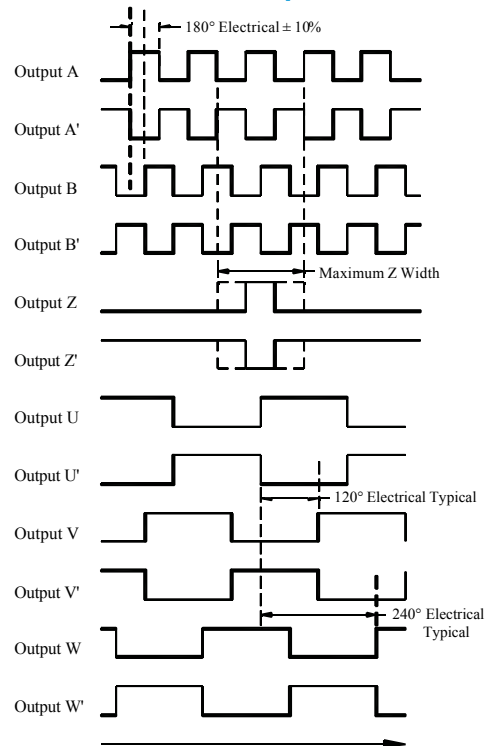 180° Electrical ± 10%
Output A
Output A'
Output B
Output B'
Maximum Z Width
Output Z
Output Z'
Output U
Output U'
120° Electrical Typical
Output V
Output V'
240° Electrical
Typical
Output W
Output W'